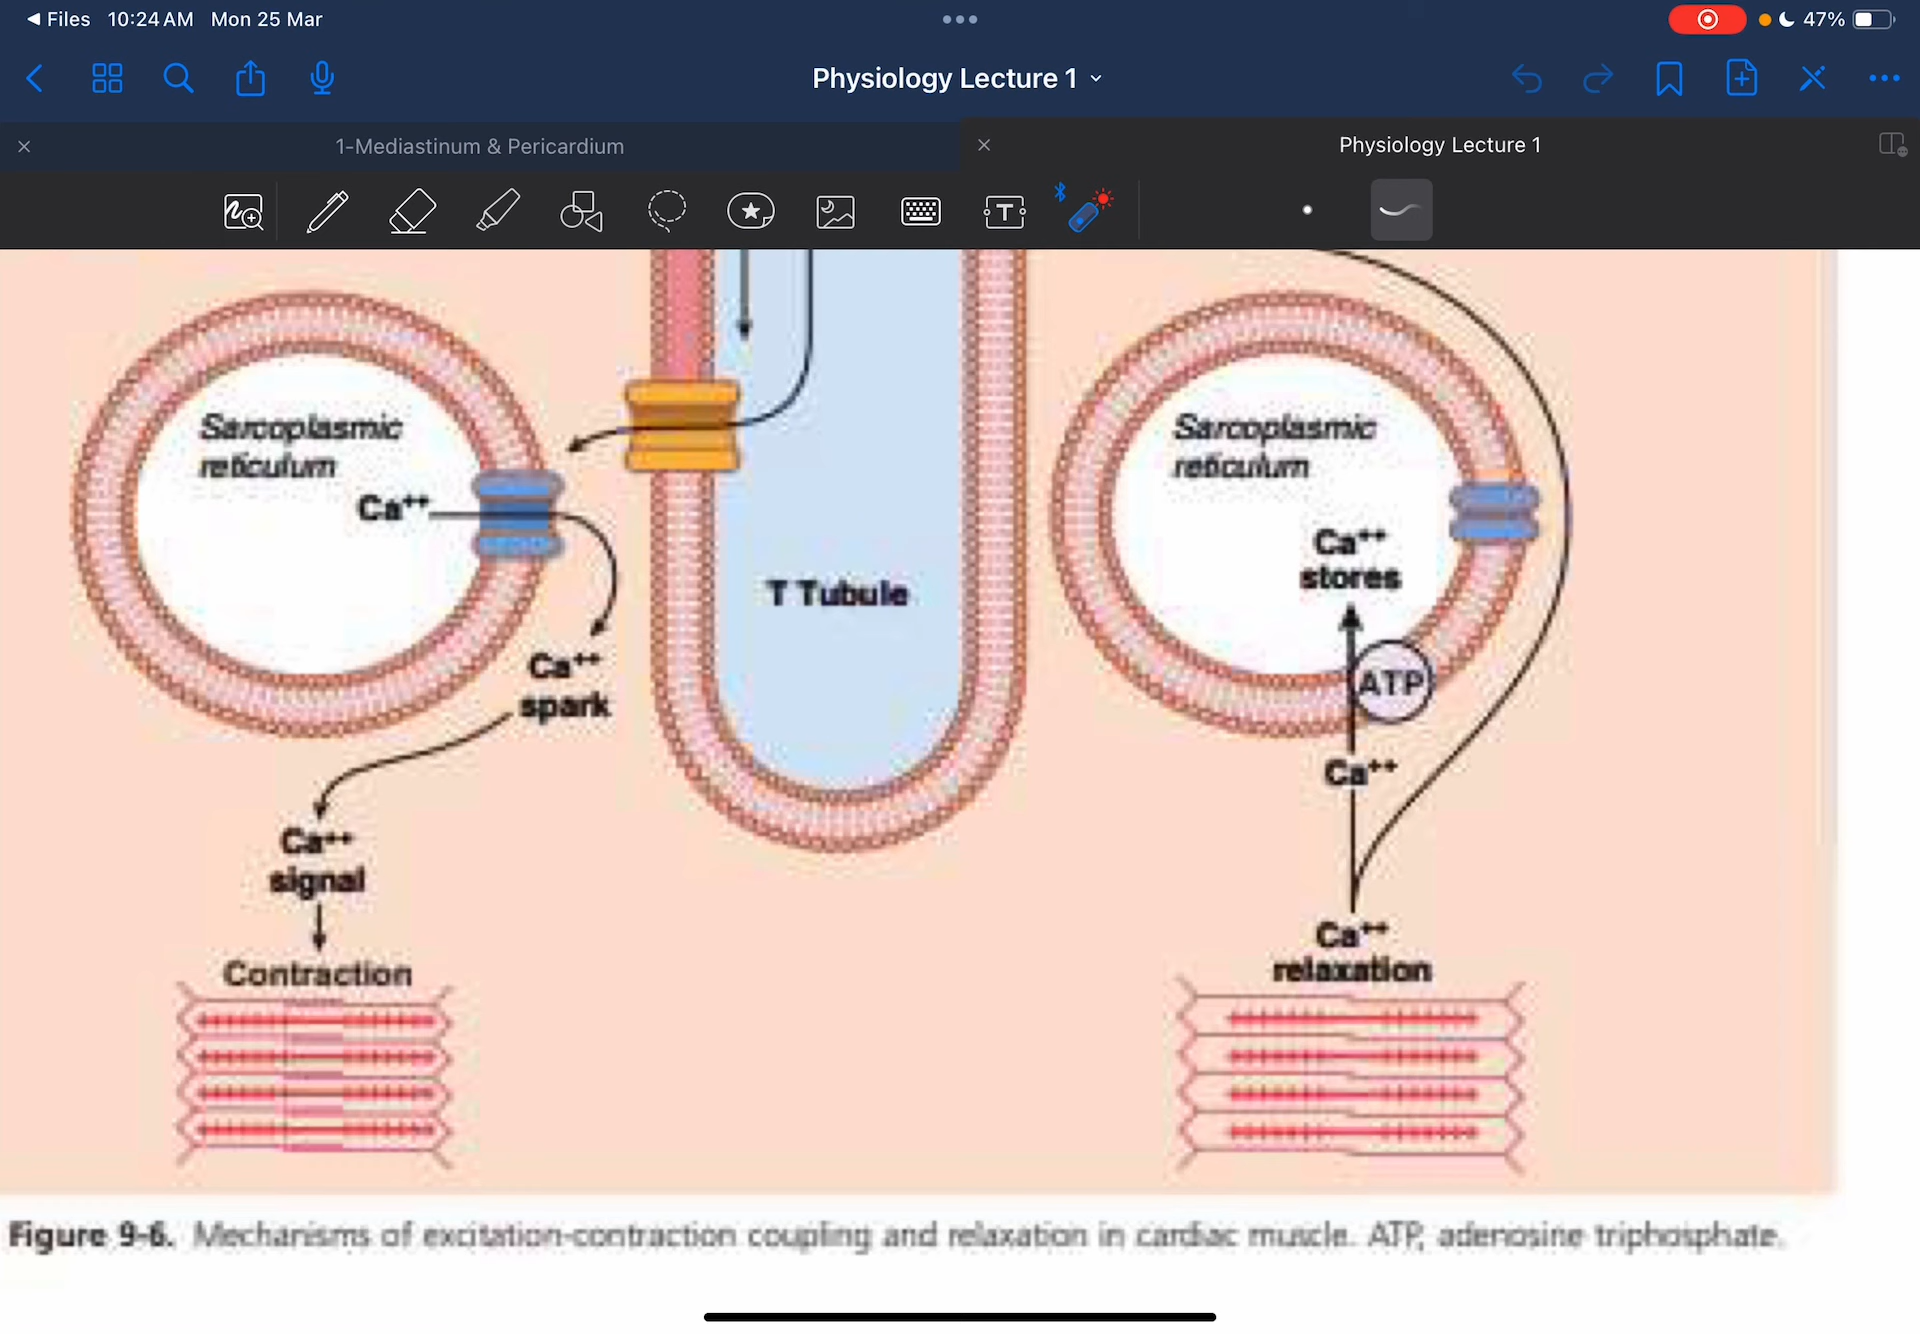 Files 10:24 AM Mon 25 Mar
47%
Physiology Lecture 1
1-Mediastinum & Pericardium
Physiology Lecture 1
T
Sarcoplasmic
reticulum
Ca++
Ca++
spark
Ca++
signal
Contraction
T Tubule
Sarcoplasmic
reticulum
Ca++
stores
ATP
Ca++
Ca++
relaxation
Figure 9-6. Mechanisms of excitation-contraction coupling and relaxation in cardiac muscle. ATP, adenosine triphosphate.